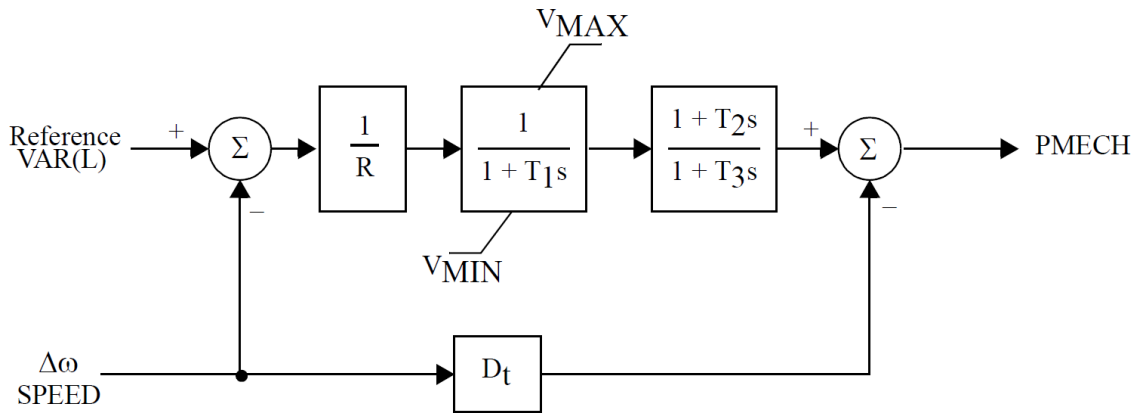 VMAX
Reference
VAR(L)
+
Σ
−
1
R
1
1 + T1s
VMIN
1 + T2s
1 + T3s
+
Σ
−
PMECH
Δω
SPEED
Dt